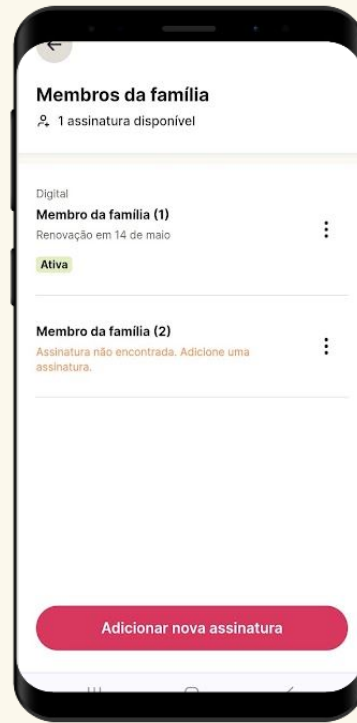 Membros da família
1 assinatura disponível
Digital
Membro da família (1)
Renovação em 14 de maio
Ativa
Membro da família (2)
Assinatura não encontrada. Adicione uma
assinatura.
Adicionar nova assinatura